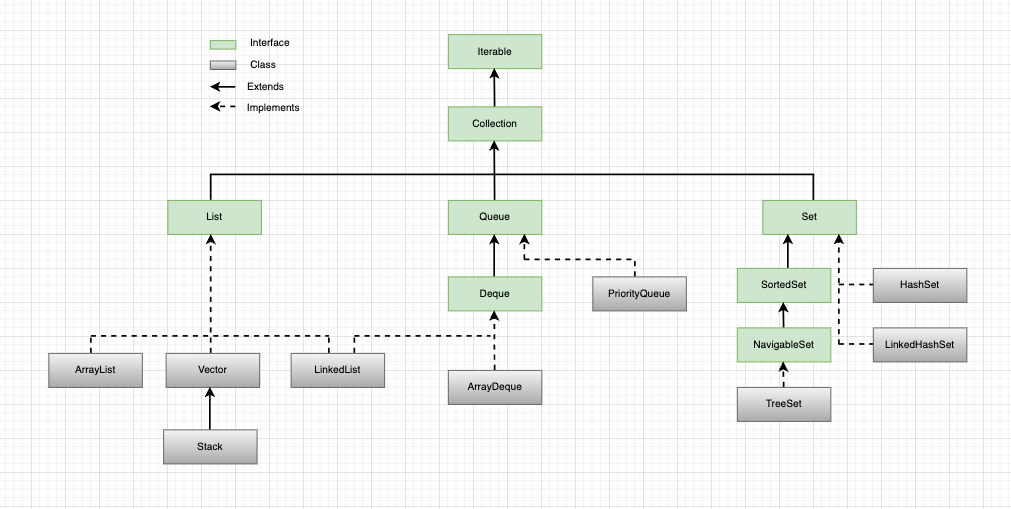 Interface
Class
Extends
Implements
Iterable
Collection
List
Queue
Set
Deque
PriorityQueue
SortedSet
HashSet
NavigableSet
LinkedHashSet
ArrayList
Vector
LinkedList
ArrayDeque
TreeSet
Stack